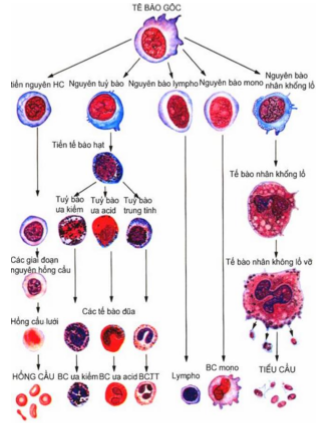 TẾ BÀO GỐC
tiền nguyên HC
Nguyên tuỷ bào
Nguyên bào lympho
Nguyên bào mono
Nguyên bào
nhân khổng lồ
Tiền tế bào hạt
Tế bào nhân khổng lồ
Tuỷ bào
ưa kiềm
Tuỷ bào
ưa acid
Tuỷ bào
trung tính
Các giai đoạn
nguyên hồng cầu
Tế bào nhân không lồ vỡ
Hồng cầu lưới
Các tế bào đũa
HỒNG CẦU
BC ưa kiềm
BC ưa acid
BCTT
Lympho
BC mono
TIỂU CẦU